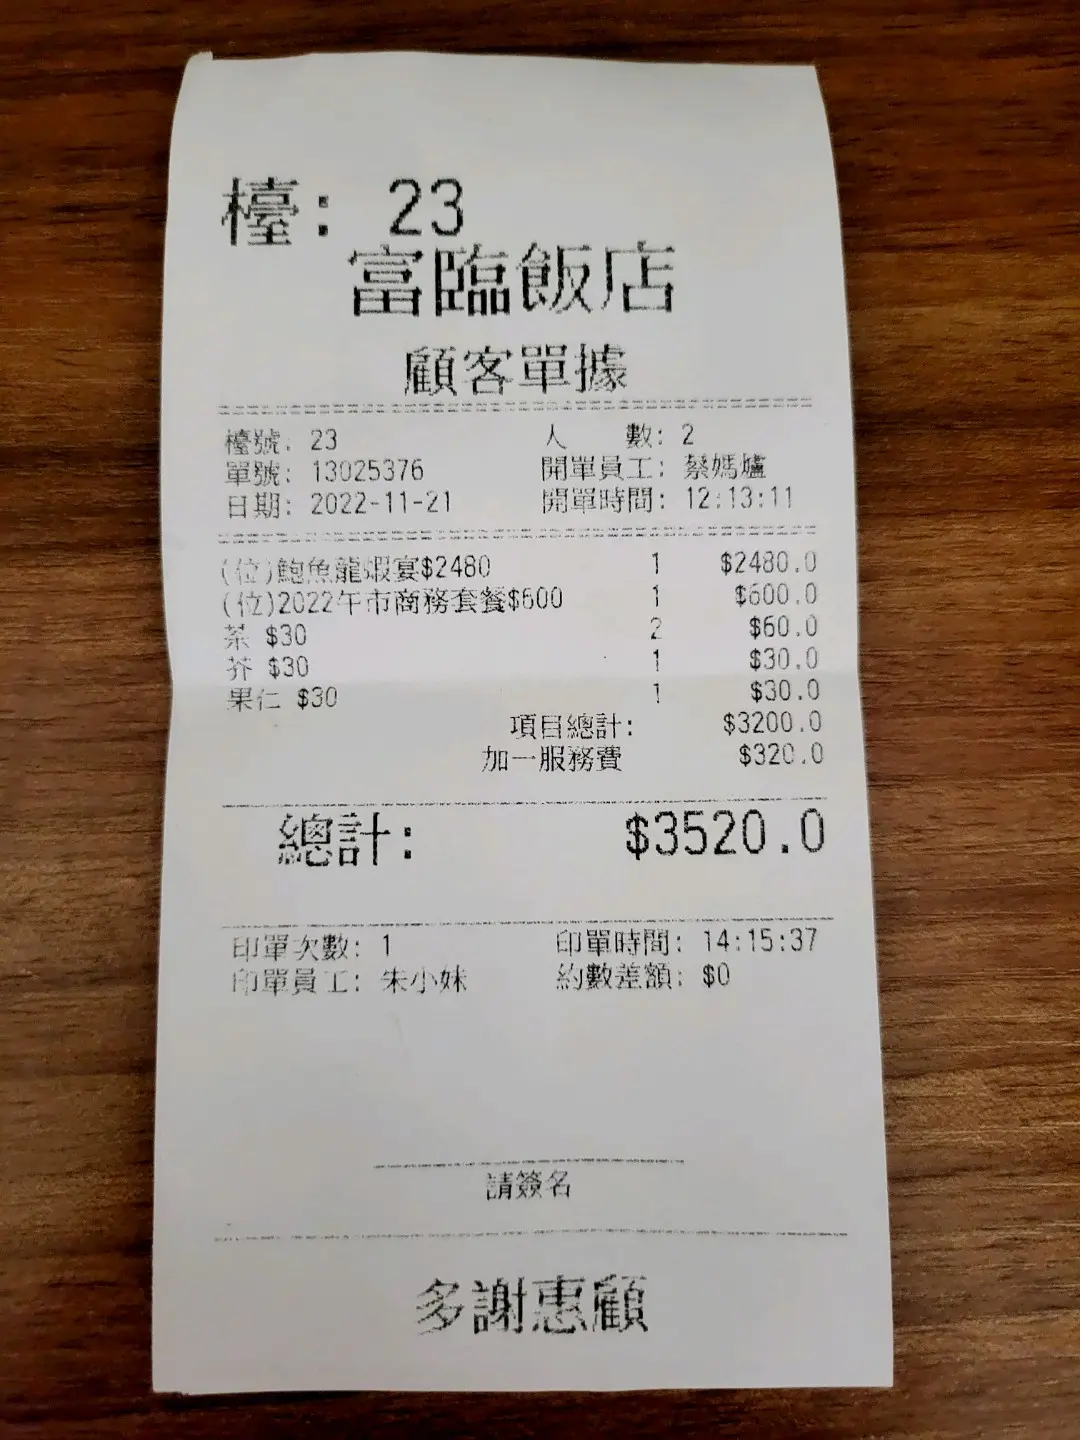 檯: 23
富臨飯店
顧客單據
檯號: 23 人 數: 2
單號: 13025376 開單員工: 蔡媽爐
日期: 2022-11-21 開單時間: 12:13:11
(位)鮑魚龍蝦宴$2480 1 $2480.0
(位)2022午市商務套餐$600 1 $600.0
茶 $30 2 $60.0
芥 $30 1 $30.0
果仁 $30 1 $30.0
項目總計: $3200.0
加一服務費 $320.0
總計: $3520.0
印單次數: 1 印單時間: 14:15:37
印單員工: 朱小妹 約數差額: $0
請簽名
多謝惠顧